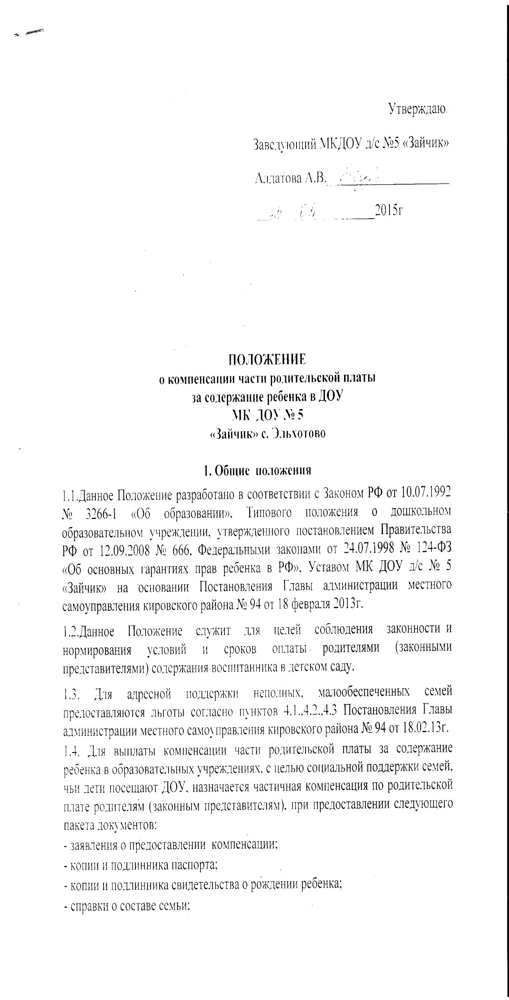 Утверждаю:
Заведующий МКДОУ д/с №5 «Зайчик»
Алдатова А.В.
2015г
ПОЛОЖЕНИЕ
о компенсации части родительской платы
за содержание ребенка в ДОУ
МК ДОУ № 5
«Зайчик» с. Эльхотово
1. Общие положения
1.1.Данное Положение разработано в соответствии с Законом РФ от 10.07.1992
№ 3266-1 «Об образовании», Типового положения о дошкольном
образовательном учреждении, утвержденного постановлением Правительства
РФ от 12.09.2008 № 666, Федеральными законами от 24.07.1998 № 124-ФЗ
«Об основных гарантиях прав ребенка в РФ», Уставом МК ДОУ д/с № 5
«Зайчик» на основании Постановления Главы администрации местного
самоуправления кировского района № 94 от 18 февраля 2013г.
1.2.Данное Положение служит для целей соблюдения законности и
нормирования условий и сроков оплаты родителями (законными
представителями) содержания воспитанника в детском саду.
1.3. Для адресной поддержки неполных, малообеспеченных семей
предоставляются льготы согласно пунктов 4.1.,4.2.,4.3 Постановления Главы
администрации местного самоуправления кировского района № 94 от 18.02.13г.
1.4. Для выплаты компенсации части родительской платы за содержание
ребенка в образовательных учреждениях, с целью социальной поддержки семей,
чьи дети посещают ДОУ, назначается частичная компенсация по родительской
плате родителям (законным представителям), при предоставлении следующего
пакета документов:
- заявления о предоставлении компенсации;
- копии и подлинника паспорта;
- копии и подлинника свидетельства о рождении ребенка;
- справки о составе семьи;